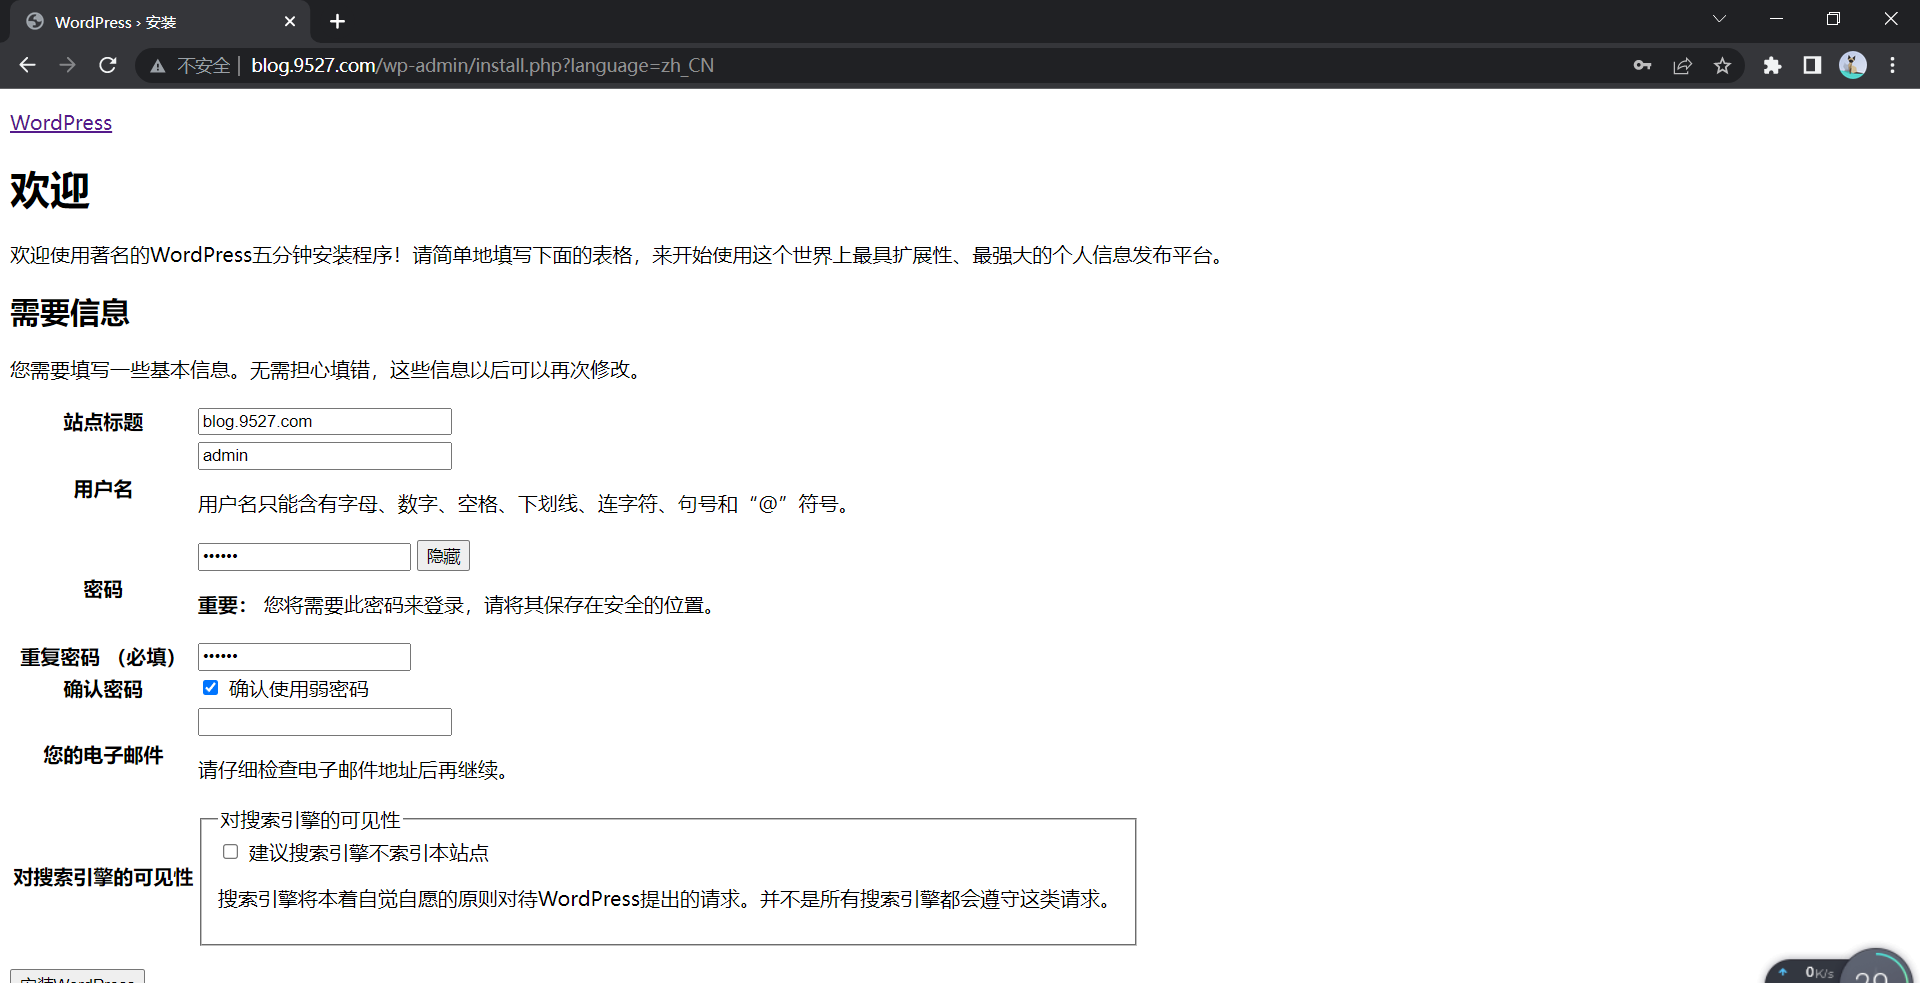 WordPress › 安装
不安全 | blog.9527.com/wp-admin/install.php?language=zh_CN
WordPress
欢迎
欢迎使用著名的WordPress五分钟安装程序！请简单地填写下面的表格，来开始使用这个世界上最具扩展性、最强大的个人信息发布平台。
需要信息
您需要填写一些基本信息。无需担心填错，这些信息以后可以再次修改。
站点标题 blog.9527.com
admin
用户名
用户名只能含有字母、数字、空格、下划线、连字符、句号和“@”符号。
•••••• 隐藏
密码
重要： 您将需要此密码来登录，请将其保存在安全的位置。
重复密码 （必填） ••••••
确认密码 确认使用弱密码
您的电子邮件
请仔细检查电子邮件地址后再继续。
对搜索引擎的可见性
建议搜索引擎不索引本站点
对搜索引擎的可见性
搜索引擎将本着自觉自愿的原则对待WordPress提出的请求。并不是所有搜索引擎都会遵守这类请求。
安装WordPress
0K/s